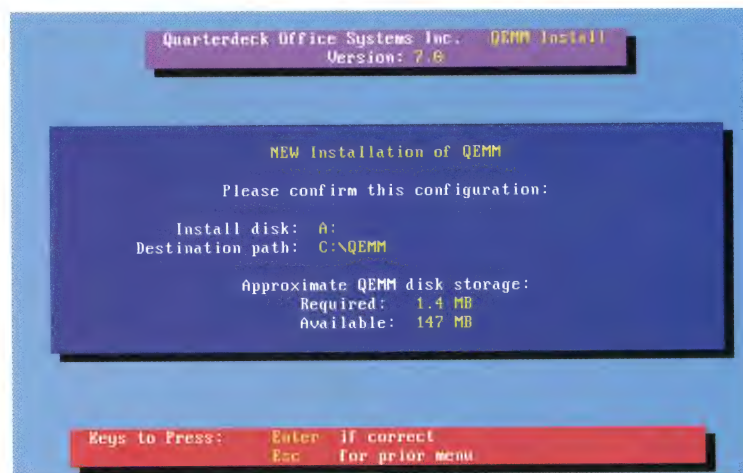 Quarterdeck Office Systems Inc. QEMM Install
Version: 7.0
NEW Installation of QEMM
Please confirm this configuration:
Install disk: A:
Destination path: C:\QEMM
Approximate QEMM disk storage:
Required: 1.4 MB
Available: 147 MB
Keys to Press: Enter if correct
Esc for prior menu